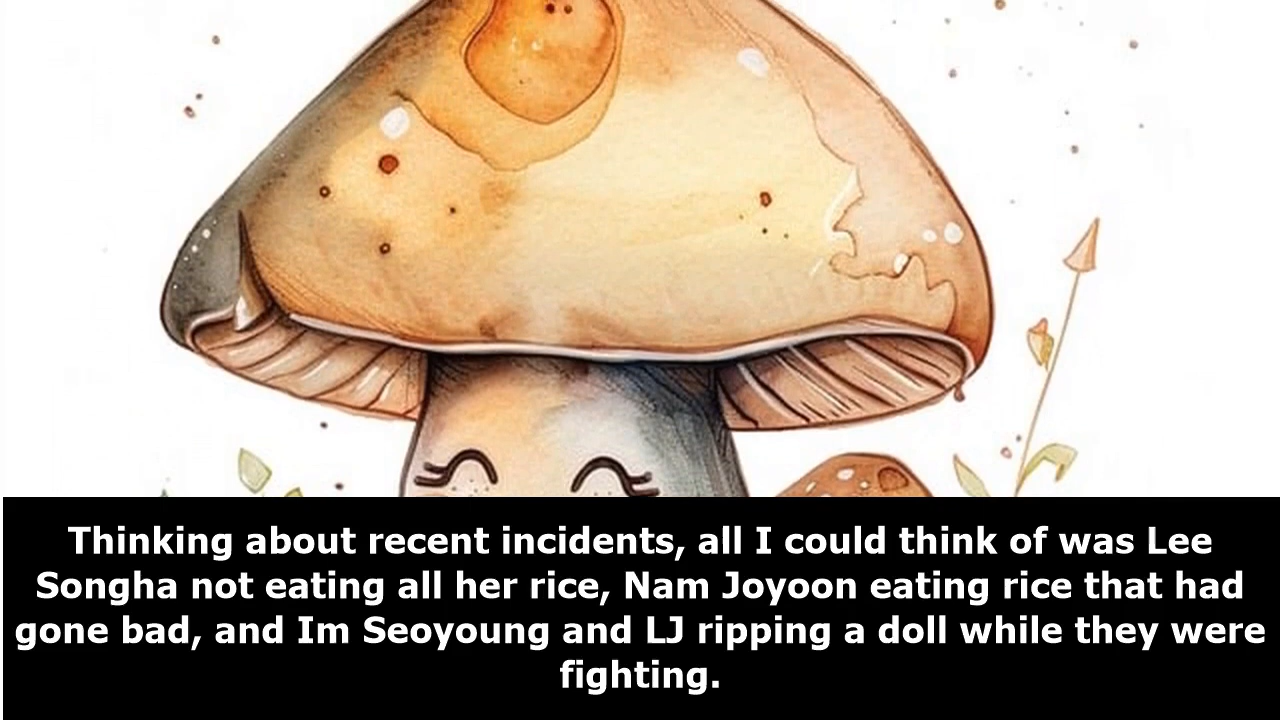 Thinking about recent incidents, all I could think of was Lee
Songha not eating all her rice, Nam Joyoon eating rice that had
gone bad, and Im Seoyoung and LJ ripping a doll while they were
fighting.